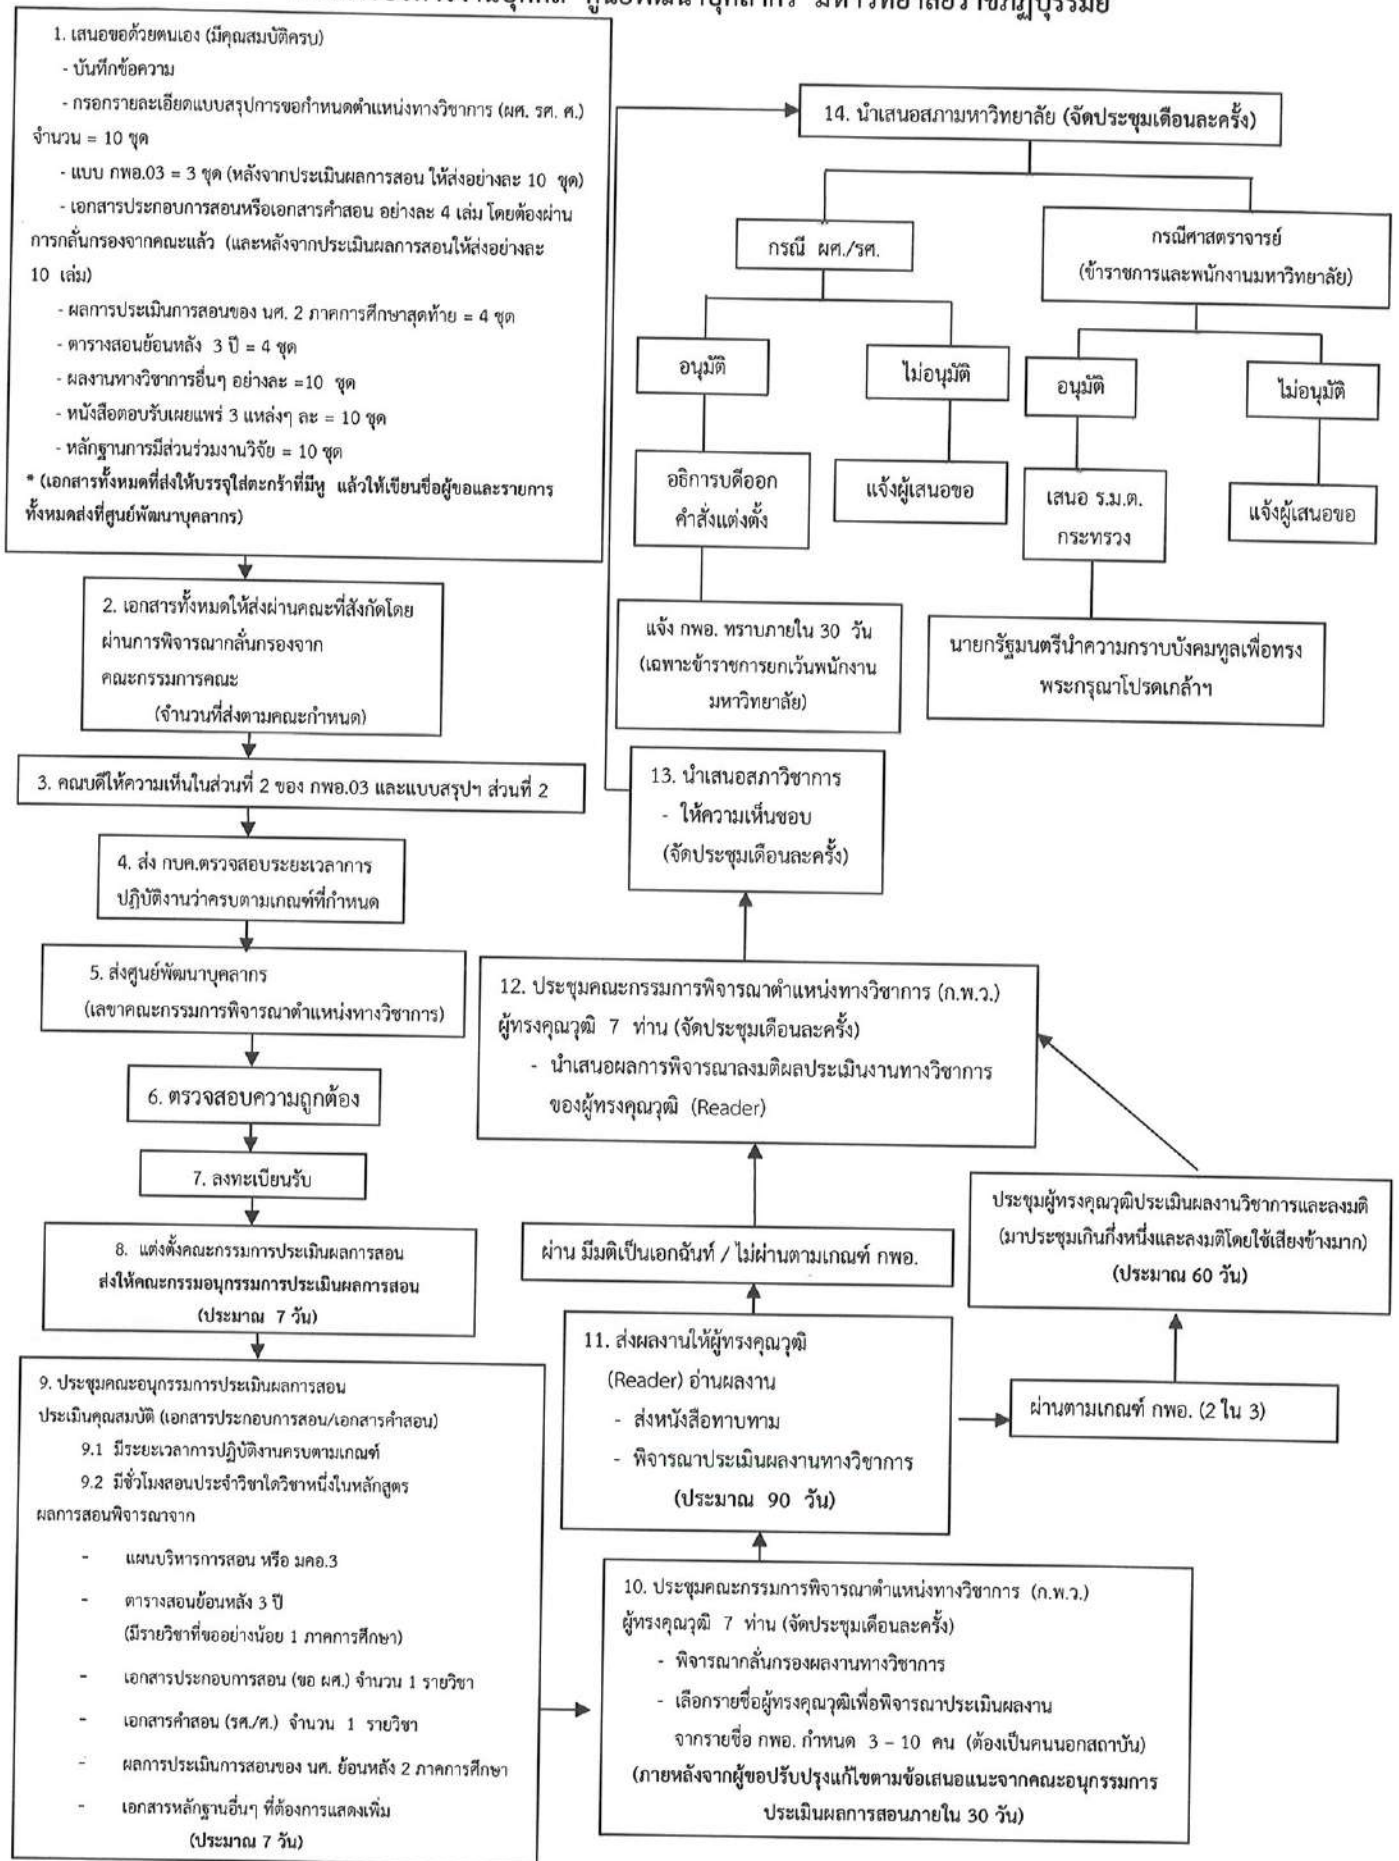 ศูนย์พัฒนาบุคลากร มหาวิทยาลัยราชภัฏบุรีรัมย์
1. เสนอขอด้วยตนเอง (มีคุณสมบัติครบ)
- บันทึกข้อความ
- กรอกรายละเอียดแบบสรุปการขอกำหนดตำแหน่งทางวิชาการ (ผศ. รศ. ศ.)
จำนวน = 10 ชุด
- แบบ กพอ.03 = 3 ชุด (หลังจากประเมินผลการสอน ให้ส่งอย่างละ 10 ชุด)
- เอกสารประกอบการสอนหรือเอกสารคำสอน อย่างละ 4 เล่ม โดยต้องผ่าน
การกลั่นกรองจากคณะแล้ว (และหลังจากประเมินผลการสอนให้ส่งอย่างละ
10 เล่ม)
- ผลการประเมินการสอนของ นศ. 2 ภาคการศึกษาสุดท้าย = 4 ชุด
- ตารางสอนย้อนหลัง 3 ปี = 4 ชุด
- ผลงานทางวิชาการอื่นๆ อย่างละ =10 ชุด
- หนังสือตอบรับเผยแพร่ 3 แหล่งๆ ละ = 10 ชุด
- หลักฐานการมีส่วนร่วมงานวิจัย = 10 ชุด
* (เอกสารทั้งหมดที่ส่งให้บรรจุใส่ตะกร้าที่มีหู แล้วให้เขียนชื่อผู้ขอและรายการ
ทั้งหมดส่งที่ศูนย์พัฒนาบุคลากร)
2. เอกสารทั้งหมดให้ส่งผ่านคณะที่สังกัดโดย
ผ่านการพิจารณากลั่นกรองจาก
คณะกรรมการคณะ
(จำนวนที่ส่งตามคณะกำหนด)
3. คณบดีให้ความเห็นในส่วนที่ 2 ของ กพอ.03 และแบบสรุปฯ ส่วนที่ 2
4. ส่ง กบค.ตรวจสอบระยะเวลาการ
ปฏิบัติงานว่าครบตามเกณฑ์ที่กำหนด
5. ส่งศูนย์พัฒนาบุคลากร
(เลขาคณะกรรมการพิจารณาตำแหน่งทางวิชาการ)
6. ตรวจสอบความถูกต้อง
7. ลงทะเบียนรับ
8. แต่งตั้งคณะกรรมการประเมินผลการสอน
ส่งให้คณะกรรมอนุกรรมการประเมินผลการสอน
(ประมาณ 7 วัน)
9. ประชุมคณะอนุกรรมการประเมินผลการสอน
ประเมินคุณสมบัติ (เอกสารประกอบการสอน/เอกสารคำสอน)
9.1 มีระยะเวลาการปฏิบัติงานครบตามเกณฑ์
9.2 มีชั่วโมงสอนประจำวิชาใดวิชาหนึ่งในหลักสูตร
ผลการสอนพิจารณาจาก
- แผนบริหารการสอน หรือ มคอ.3
- ตารางสอนย้อนหลัง 3 ปี
(มีรายวิชาที่ขออย่างน้อย 1 ภาคการศึกษา)
- เอกสารประกอบการสอน (ขอ ผศ.) จำนวน 1 รายวิชา
- เอกสารคำสอน (รศ./ศ.) จำนวน 1 รายวิชา
- ผลการประเมินการสอนของ นศ. ย้อนหลัง 2 ภาคการศึกษา
- เอกสารหลักฐานอื่นๆ ที่ต้องการแสดงเพิ่ม
(ประมาณ 7 วัน)
14. นำเสนอสภามหาวิทยาลัย (จัดประชุมเดือนละครั้ง)
กรณี ผศ./รศ.
กรณีศาสตราจารย์
(ข้าราชการและพนักงานมหาวิทยาลัย)
อนุมัติ
ไม่อนุมัติ
อนุมัติ
ไม่อนุมัติ
อธิการบดีออก
คำสั่งแต่งตั้ง
แจ้งผู้เสนอขอ
เสนอ ร.ม.ต.
กระทรวง
แจ้งผู้เสนอขอ
แจ้ง กพอ. ทราบภายใน 30 วัน
(เฉพาะข้าราชการยกเว้นพนักงาน
มหาวิทยาลัย)
นายกรัฐมนตรีนำความกราบบังคมทูลเพื่อทรง
พระกรุณาโปรดเกล้าฯ
13. นำเสนอสภาวิชาการ
- ให้ความเห็นชอบ
(จัดประชุมเดือนละครั้ง)
12. ประชุมคณะกรรมการพิจารณาตำแหน่งทางวิชาการ (ก.พ.ว.)
ผู้ทรงคุณวุฒิ 7 ท่าน (จัดประชุมเดือนละครั้ง)
- นำเสนอผลการพิจารณาลงมติผลประเมินงานทางวิชาการ
ของผู้ทรงคุณวุฒิ (Reader)
ประชุมผู้ทรงคุณวุฒิประเมินผลงานวิชาการและลงมติ
(มาประชุมเกินกึ่งหนึ่งและลงมติโดยใช้เสียงข้างมาก)
(ประมาณ 60 วัน)
ผ่าน มีมติเป็นเอกฉันท์ / ไม่ผ่านตามเกณฑ์ กพอ.
11. ส่งผลงานให้ผู้ทรงคุณวุฒิ
(Reader) อ่านผลงาน
- ส่งหนังสือทาบทาม
- พิจารณาประเมินผลงานทางวิชาการ
(ประมาณ 90 วัน)
ผ่านตามเกณฑ์ กพอ. (2 ใน 3)
10. ประชุมคณะกรรมการพิจารณาตำแหน่งทางวิชาการ (ก.พ.ว.)
ผู้ทรงคุณวุฒิ 7 ท่าน (จัดประชุมเดือนละครั้ง)
- พิจารณากลั่นกรองผลงานทางวิชาการ
- เลือกรายชื่อผู้ทรงคุณวุฒิเพื่อพิจารณาประเมินผลงาน
จากรายชื่อ กพอ. กำหนด 3 – 10 คน (ต้องเป็นคนนอกสถาบัน)
(ภายหลังจากผู้ขอปรับปรุงแก้ไขตามข้อเสนอแนะจากคณะอนุกรรมการ
ประเมินผลการสอนภายใน 30 วัน)